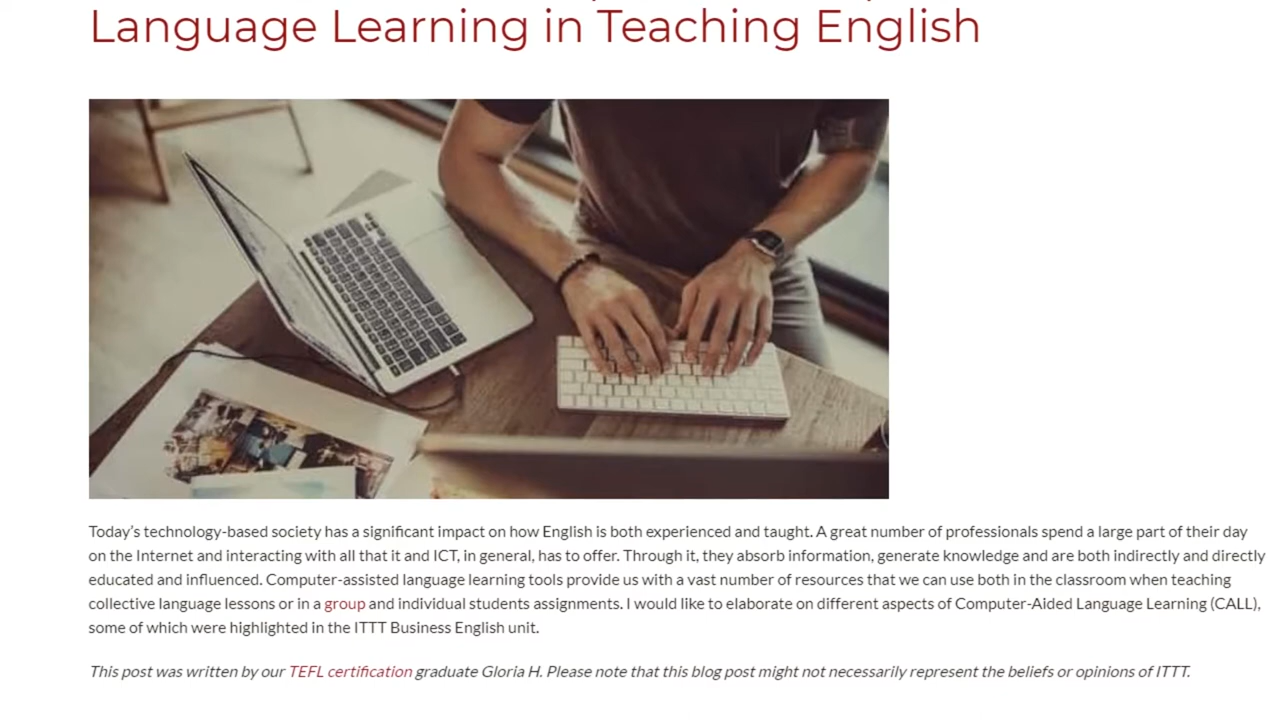 Language Learning in Teaching English
Today’s technology-based society has a significant impact on how English is both experienced and taught. A great number of professionals spend a large part of their day
on the Internet and interacting with all that it and ICT, in general, has to offer. Through it, they absorb information, generate knowledge and are both indirectly and directly
educated and influenced. Computer-assisted language learning tools provide us with a vast number of resources that we can use both in the classroom when teaching
collective language lessons or in a group and individual students assignments. I would like to elaborate on different aspects of Computer-Aided Language Learning (CALL),
some of which were highlighted in the ITTT Business English unit.
This post was written by our TEFL certification graduate Gloria H. Please note that this blog post might not necessarily represent the beliefs or opinions of ITTT.